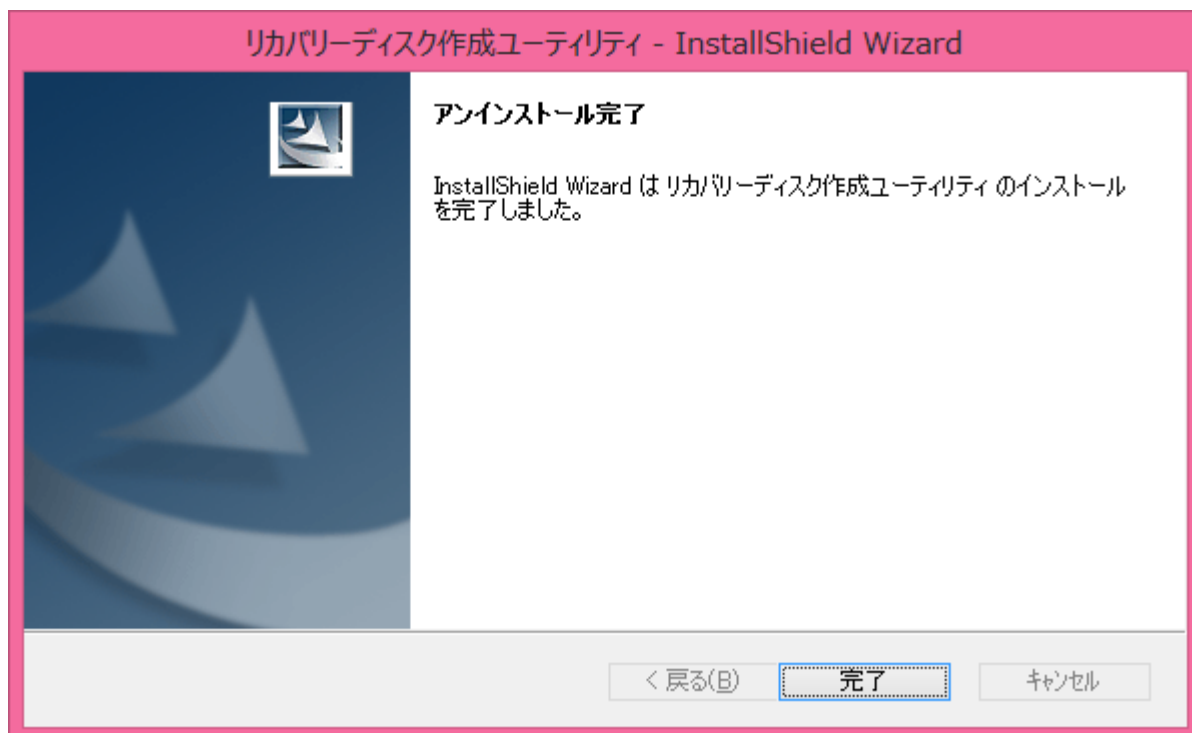 リカバリーディスク作成ユーティリティ - InstallShield Wizard
アンインストール完了
InstallShield Wizard は リカバリーディスク作成ユーティリティ のインストール
を完了しました。
< 戻る(B)
完了
キャンセル